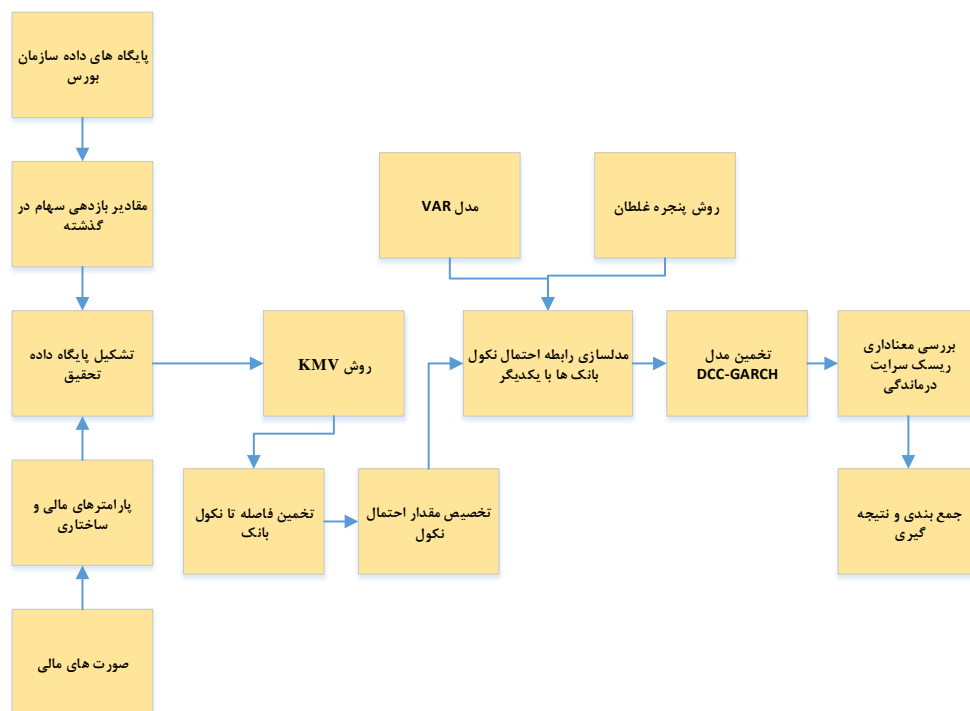 پایگاه های داده سازمان
بورس
مقادیر بازدهی سهام در
گذشته
مدل VAR
روش پنجره غلطان
تشکیل پایگاه داده
تحقیق
روش KMV
مدلسازی رابطه احتمال نکول
بانک ها با یکدیگر
تخمین مدل
DCC-GARCH
بررسی معناداری
ریسک سرایت
درماندگی
پارامترهای مالی و
ساختاری
تخمین فاصله تا نکول
بانک
تخصیص مقدار احتمال
نکول
جمع بندی و نتیجه
گیری
صورت های مالی